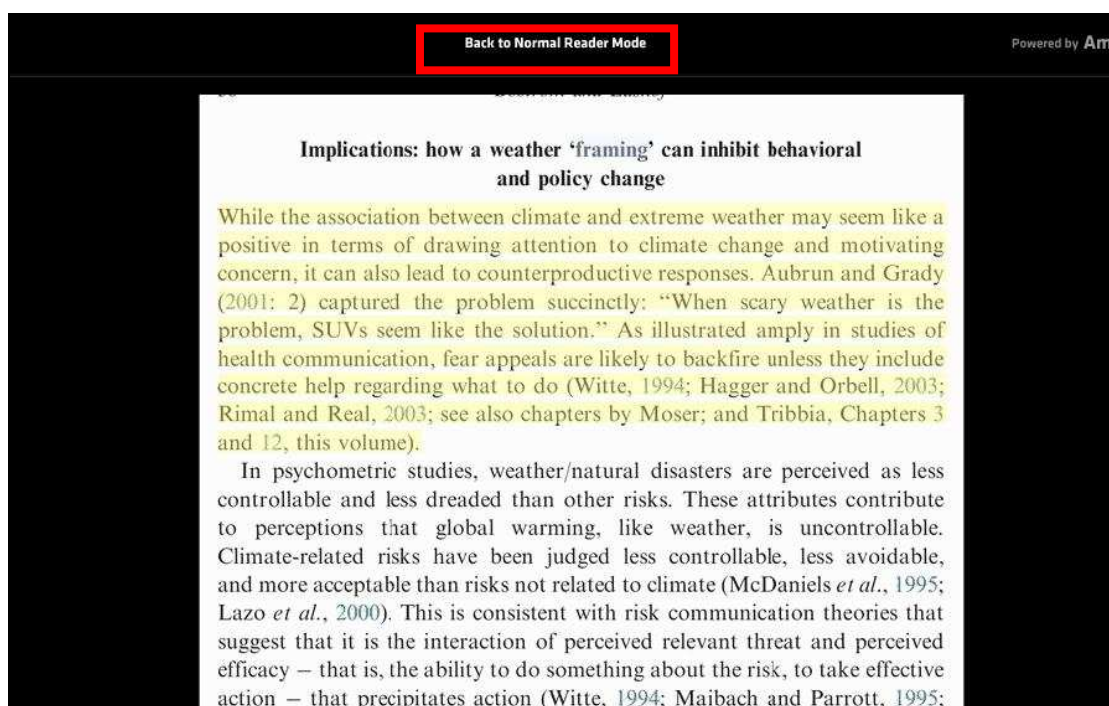 Back to Normal Reader Mode
Powered by Am
Implications: how a weather ‘framing’ can inhibit behavioral
and policy change
While the association between climate and extreme weather may seem like a
positive in terms of drawing attention to climate change and motivating
concern, it can also lead to counterproductive responses. Aubrun and Grady
(2001: 2) captured the problem succinctly: “When scary weather is the
problem, SUVs seem like the solution.” As illustrated amply in studies of
health communication, fear appeals are likely to backfire unless they include
concrete help regarding what to do (Witte, 1994; Hagger and Orbell, 2003;
Rimal and Real, 2003; see also chapters by Moser; and Tribbia, Chapters 3
and 12, this volume).
In psychometric studies, weather/natural disasters are perceived as less
controllable and less dreaded than other risks. These attributes contribute
to perceptions that global warming, like weather, is uncontrollable.
Climate-related risks have been judged less controllable, less avoidable,
and more acceptable than risks not related to climate (McDaniels et al., 1995;
Lazo et al., 2000). This is consistent with risk communication theories that
suggest that it is the interaction of perceived relevant threat and perceived
efficacy – that is, the ability to do something about the risk, to take effective
action – that precipitates action (Witte, 1994; Maibach and Parrott, 1995;